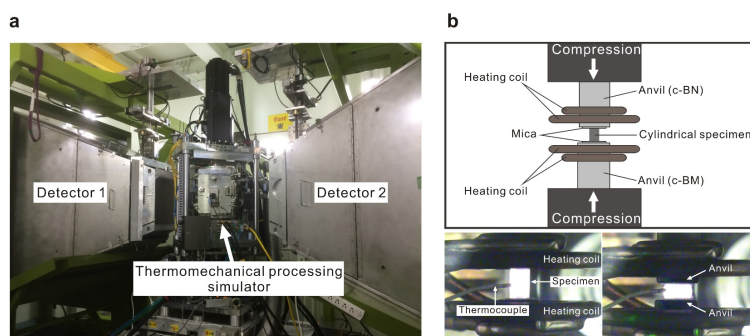 a
Detector 1
Detector 2
Thermomechanical processing
simulator
b
Compression
Heating coil
Anvil (c-BN)
Mica
Cylindrical specimen
Heating coil
Anvil (c-BM)
Compression
Heating coil
Specimen
Thermocouple
Heating coil
Anvil
Anvil